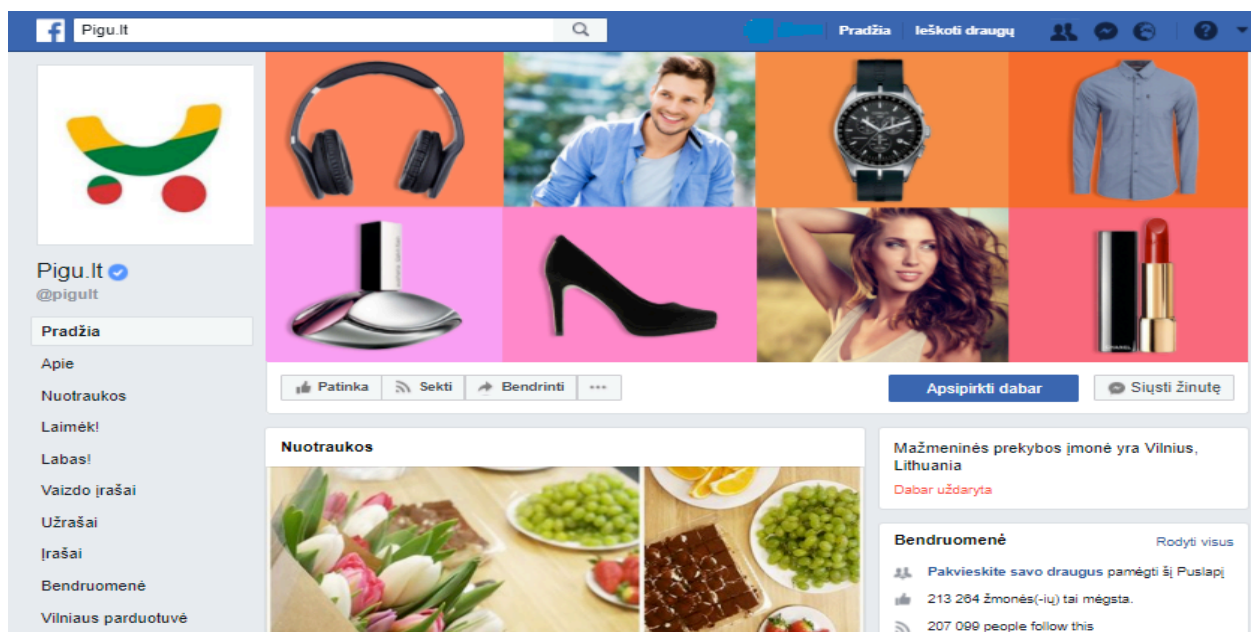 Pigu.lt
Pradžia
Ieškoti draugų
Pigu.lt
@pigult
Pradžia
Apie
Nuotraukos
Laimėk!
Labas!
Vaizdo įrašai
Užrašai
Įrašai
Bendruomenė
Vilniaus parduotuvė
Patinka
Sekti
Bendrinti
Apsipirkti dabar
Siųsti žinutę
Nuotraukos
Mažmeninės prekybos įmonė yra Vilnius,
Lithuania
Dabar uždaryta
Bendruomenė
Rodyti visus
Pakvieskite savo draugus pamėgti šį Puslapį
213 264 žmonės(-ių) tai mėgsta.
207 099 people follow this
CHANEL